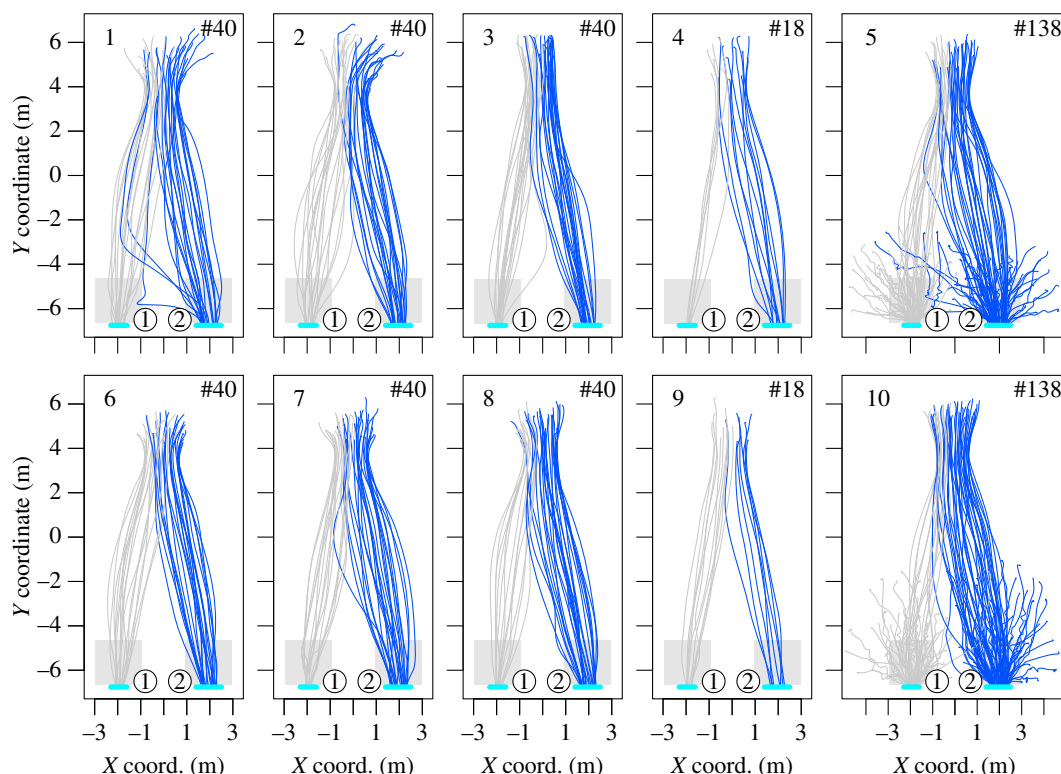 1 #40 2 #40 3 #40 4 #18 5 #138
6
4
2
0
−2
−4
−6
Y coordinate (m)
1 2 1 2 1 2 1 2 1 2
6 #40 7 #40 8 #40 9 #18 10 #138
6
4
2
0
−2
−4
−6
Y coordinate (m)
1 2 1 2 1 2 1 2 1 2
−3 −1 1 3 −3 −1 1 3 −3 −1 1 3 −3 −1 1 3 −3 −1 1 3
X coord. (m) X coord. (m) X coord. (m) X coord. (m) X coord. (m)